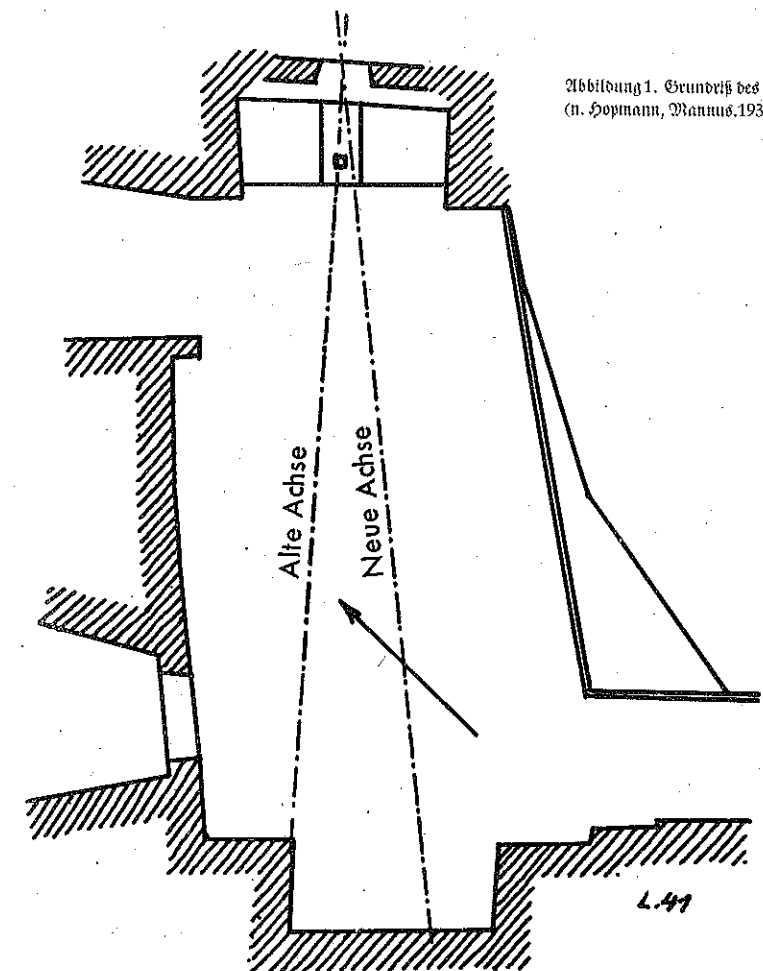 Abbildung 1. Grundriß des
(n. Hopmann, Mannus.193
Alte Achse
Neue Achse
L.41